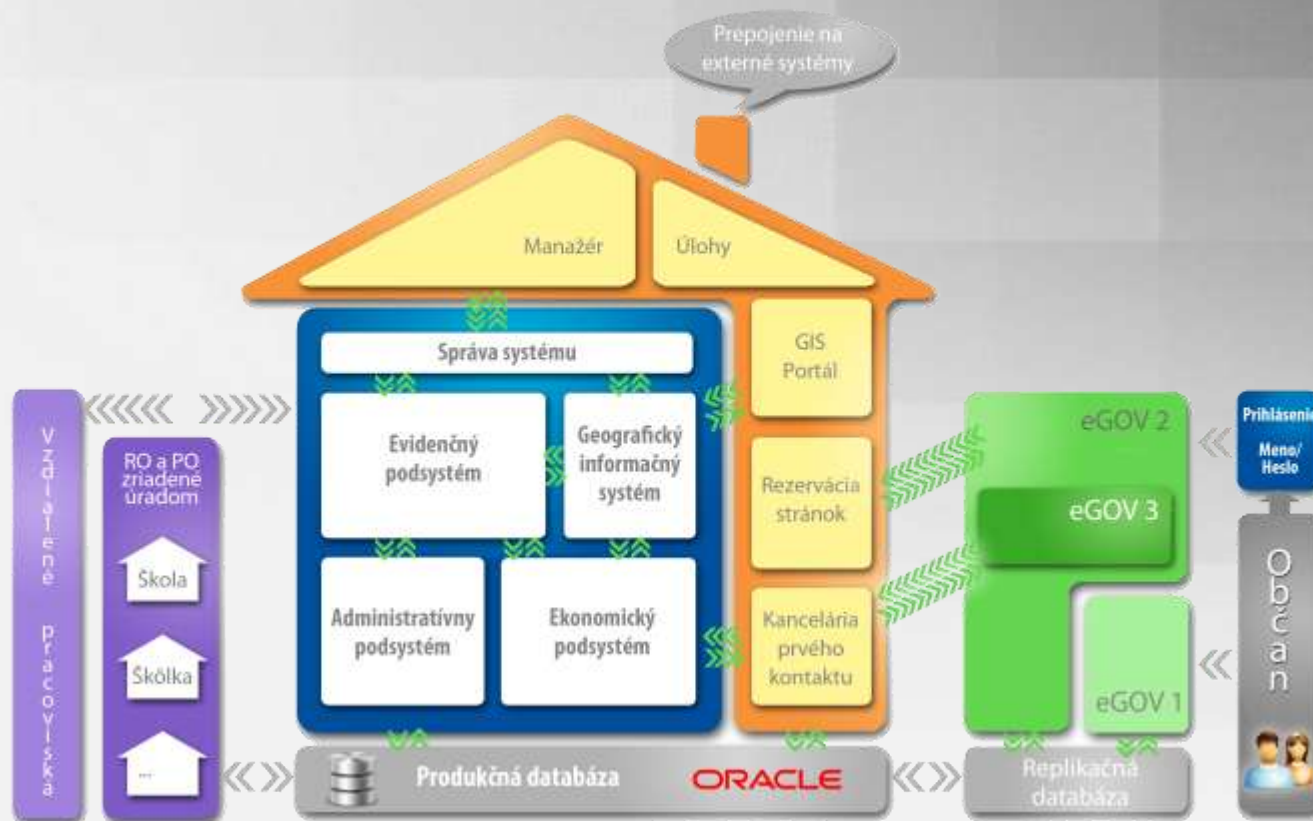 Prepojenie na
externé systémy
Manažér
Úlohy
Správa systému
GIS
Portál
Evidenčný
podsystém
Geografický
informačný
systém
Rezervácia
stránok
Administratívny
podsystém
Ekonomický
podsystém
Kancelária
prvého
kontaktu
Vzdialené pracoviská
RO a PO
zriadené
úradom
Škola
Škôlka
...
Produkčná databáza
ORACLE
eGOV 2
eGOV 3
eGOV 1
Replikačná
databáza
Prihlásenie
Meno/
Heslo
Občan